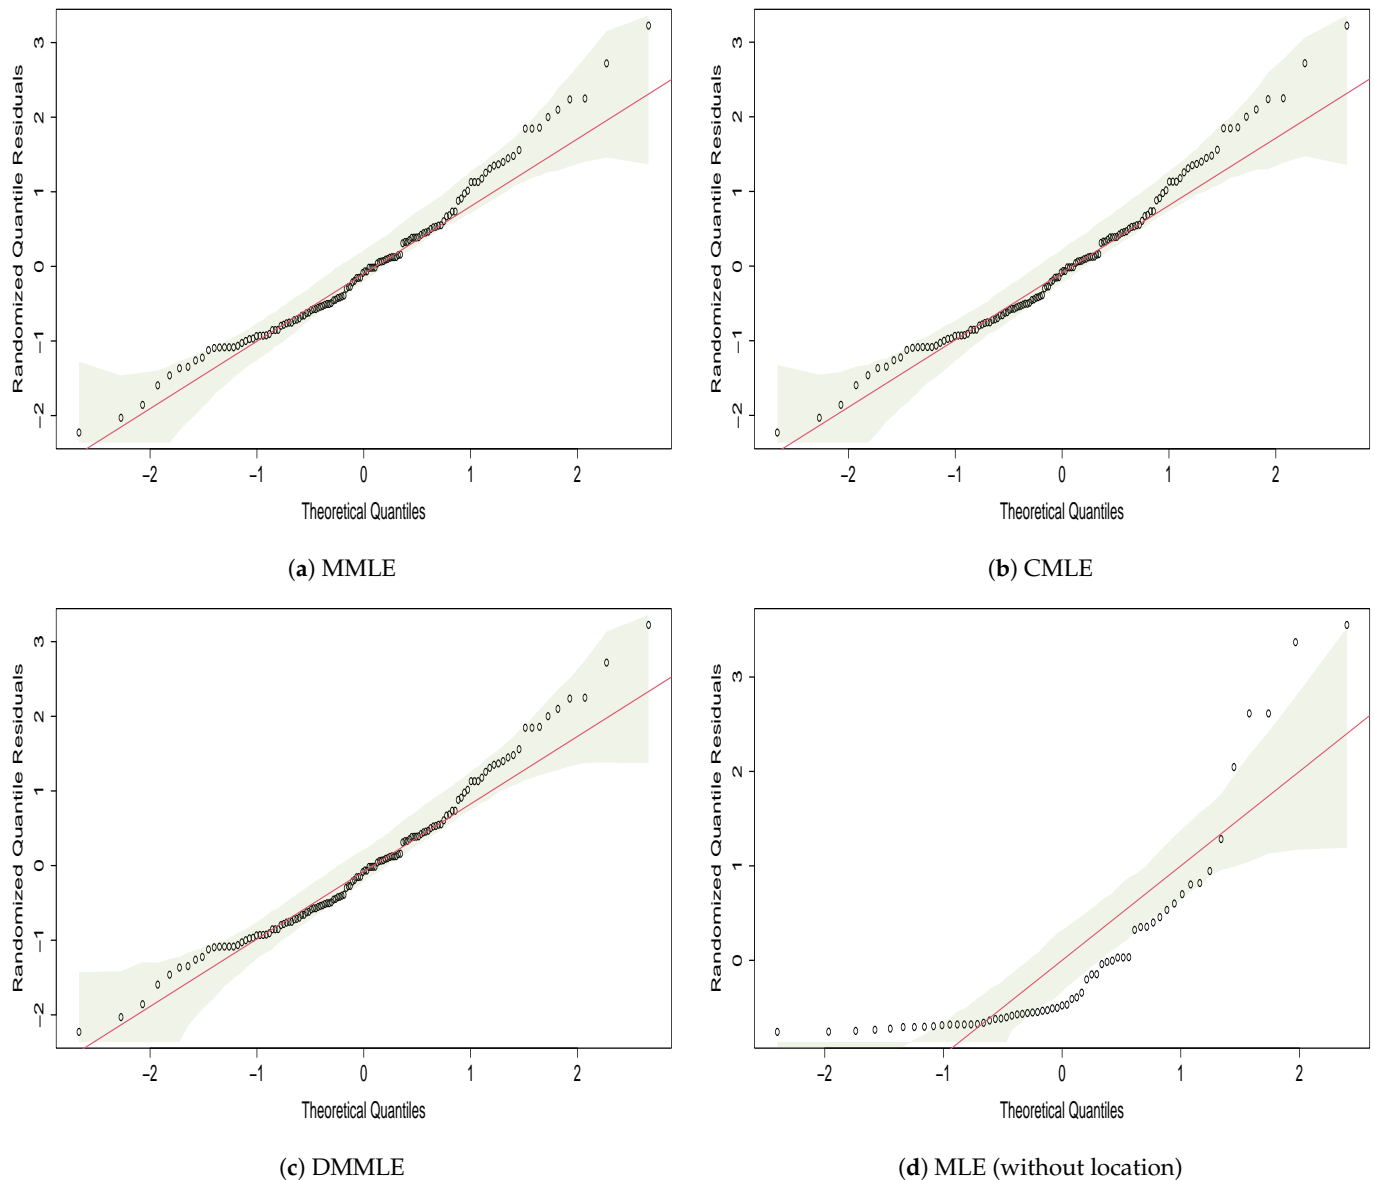 Randomized Quantile Residuals
3
2
1
0
−1
−2
−2 −1 0 1 2
Theoretical Quantiles
(a) MMLE
Randomized Quantile Residuals
3
2
1
0
−1
−2
−2 −1 0 1 2
Theoretical Quantiles
(b) CMLE
Randomized Quantile Residuals
3
2
1
0
−1
−2
−2 −1 0 1 2
Theoretical Quantiles
(c) DMMLE
Randomized Quantile Residuals
3
2
1
0
−2 −1 0 1 2
Theoretical Quantiles
(d) MLE (without location)